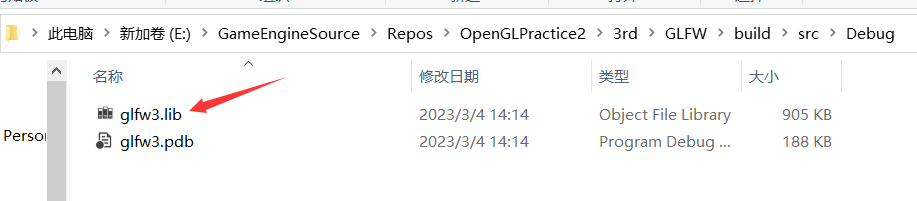 此电脑 > 新加卷 (E:) > GameEngineSource > Repos > OpenGLPractice2 > 3rd > GLFW > build > src > Debug
名称 修改日期 类型 大小
glfw3.lib 2023/3/4 14:14 Object File Library 905 KB
Person
glfw3.pdb 2023/3/4 14:14 Program Debug ... 188 KB